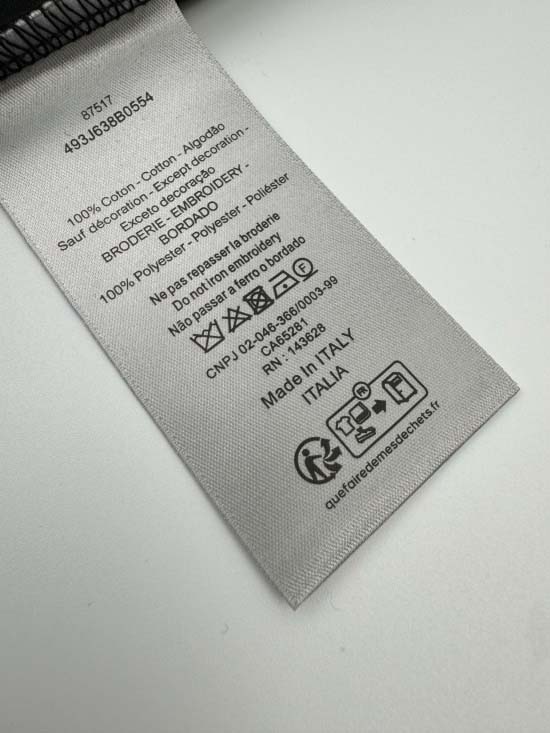 87517
493J638B0554
100% Coton - Cotton - Algodão
Sauf décoration - Except decoration -
Exceto decoração
BRODERIE - EMBROIDERY -
BORDADO
100% Polyester - Polyester - Poliéster
Ne pas repasser la broderie
Do not iron embroidery
Não passar a ferro o bordado
F
CNPJ 02-046-366/0003-99
CA65281
RN : 143628
Made In ITALY
ITALIA
FR
quefairedemesdechets.fr